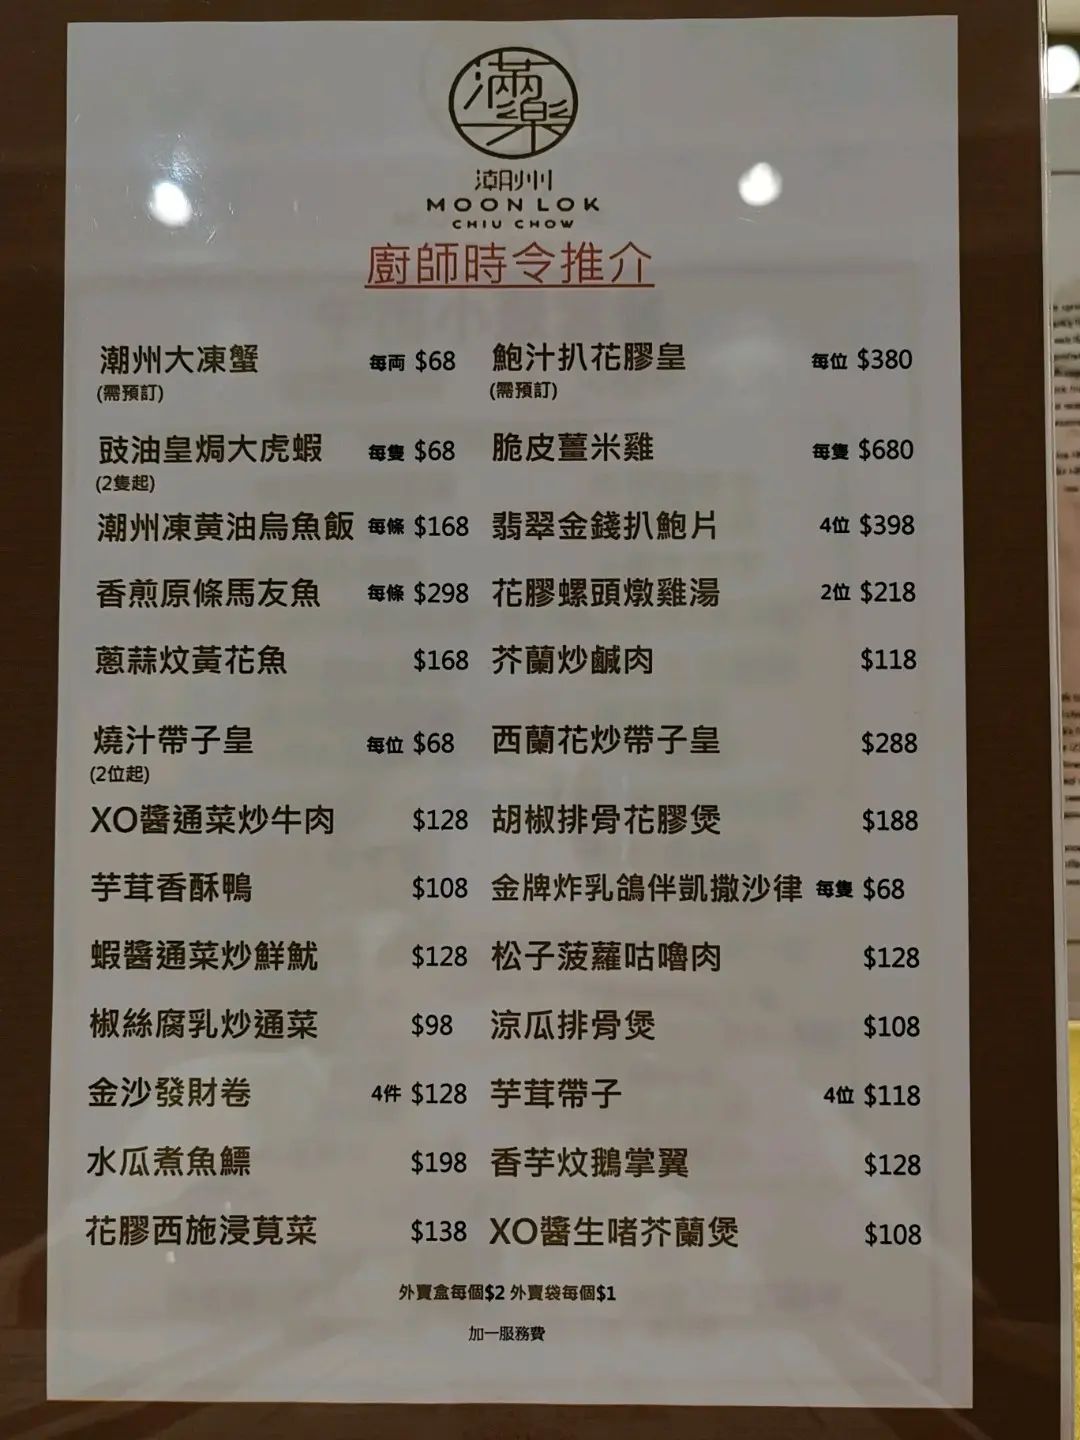 滿樂
潮州
MOON LOK
CHIU CHOW
廚師時令推介
潮州大凍蟹 每両 $68
(需預訂)
鮑汁扒花膠皇 每位 $380
(需預訂)
豉油皇焗大虎蝦 每隻 $68
(2隻起)
脆皮薑米雞 每隻 $680
潮州凍黃油烏魚飯 每條 $168
翡翠金錢扒鮑片 4位 $398
香煎原條馬友魚 每條 $298
花膠螺頭燉雞湯 2位 $218
蔥蒜炆黃花魚 $168
芥蘭炒鹹肉 $118
燒汁帶子皇 每位 $68
(2位起)
西蘭花炒帶子皇 $288
XO醬通菜炒牛肉 $128
胡椒排骨花膠煲 $188
芋茸香酥鴨 $108
金牌炸乳鴿伴凱撒沙律 每隻 $68
蝦醬通菜炒鮮魷 $128
松子菠蘿咕嚕肉 $128
椒絲腐乳炒通菜 $98
涼瓜排骨煲 $108
金沙發財卷 4件 $128
芋茸帶子 4位 $118
水瓜煮魚鰾 $198
香芋炆鵝掌翼 $128
花膠西施浸莧菜 $138
XO醬生啫芥蘭煲 $108
外賣盒每個$2 外賣袋每個$1
加一服務費